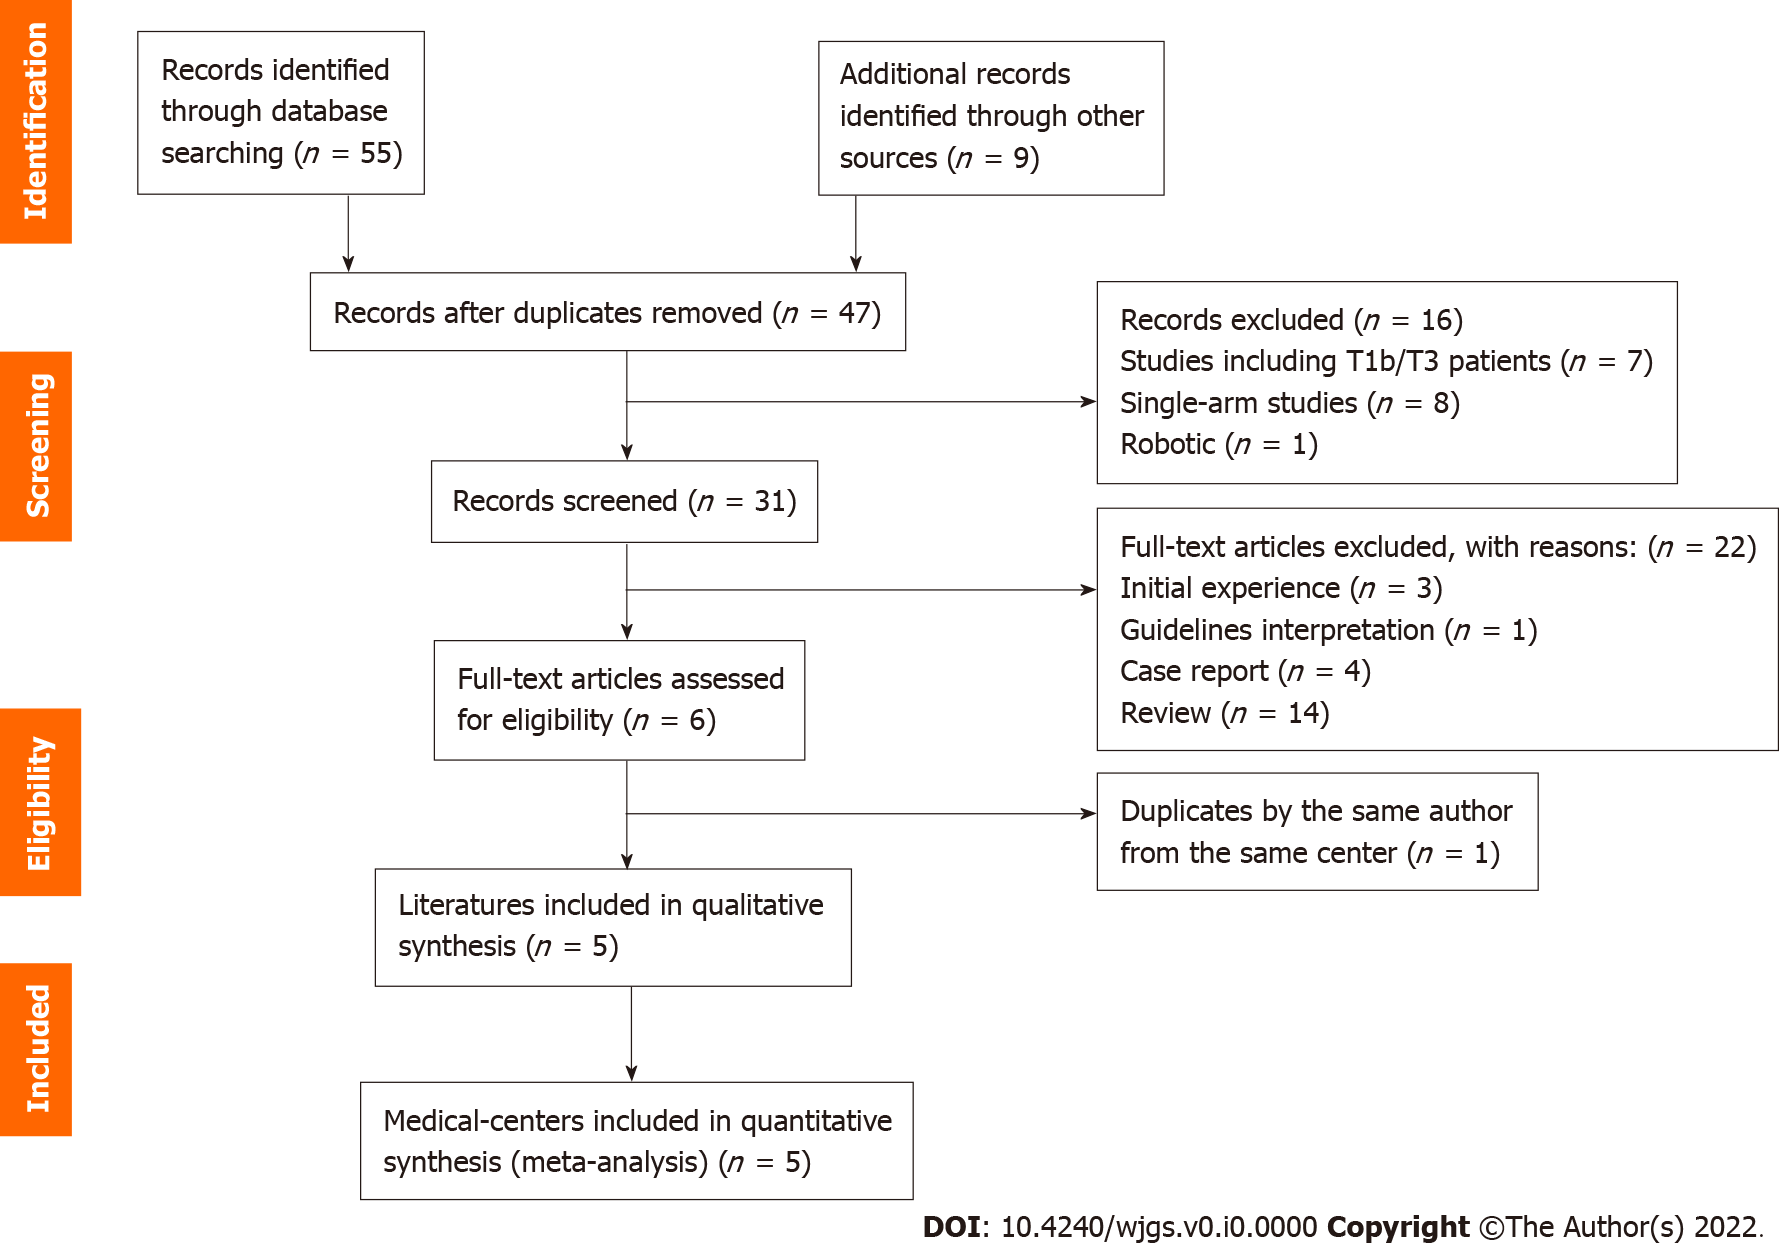 Identification
Records identified
through database
searching (n = 55)
Additional records
identified through other
sources (n = 9)
Records after duplicates removed (n = 47)
Records excluded (n = 16)
Studies including T1b/T3 patients (n = 7)
Single-arm studies (n = 8)
Robotic (n = 1)
Screening
Records screened (n = 31)
Full-text articles excluded, with reasons: (n = 22)
Initial experience (n = 3)
Guidelines interpretation (n = 1)
Case report (n = 4)
Review (n = 14)
Full-text articles assessed
for eligibility (n = 6)
Eligibility
Duplicates by the same author
from the same center (n = 1)
Literatures included in qualitative
synthesis (n = 5)
Included
Medical-centers included in quantitative
synthesis (meta-analysis) (n = 5)
DOI: 10.4240/wjgs.v0.i0.0000 Copyright ©The Author(s) 2022.